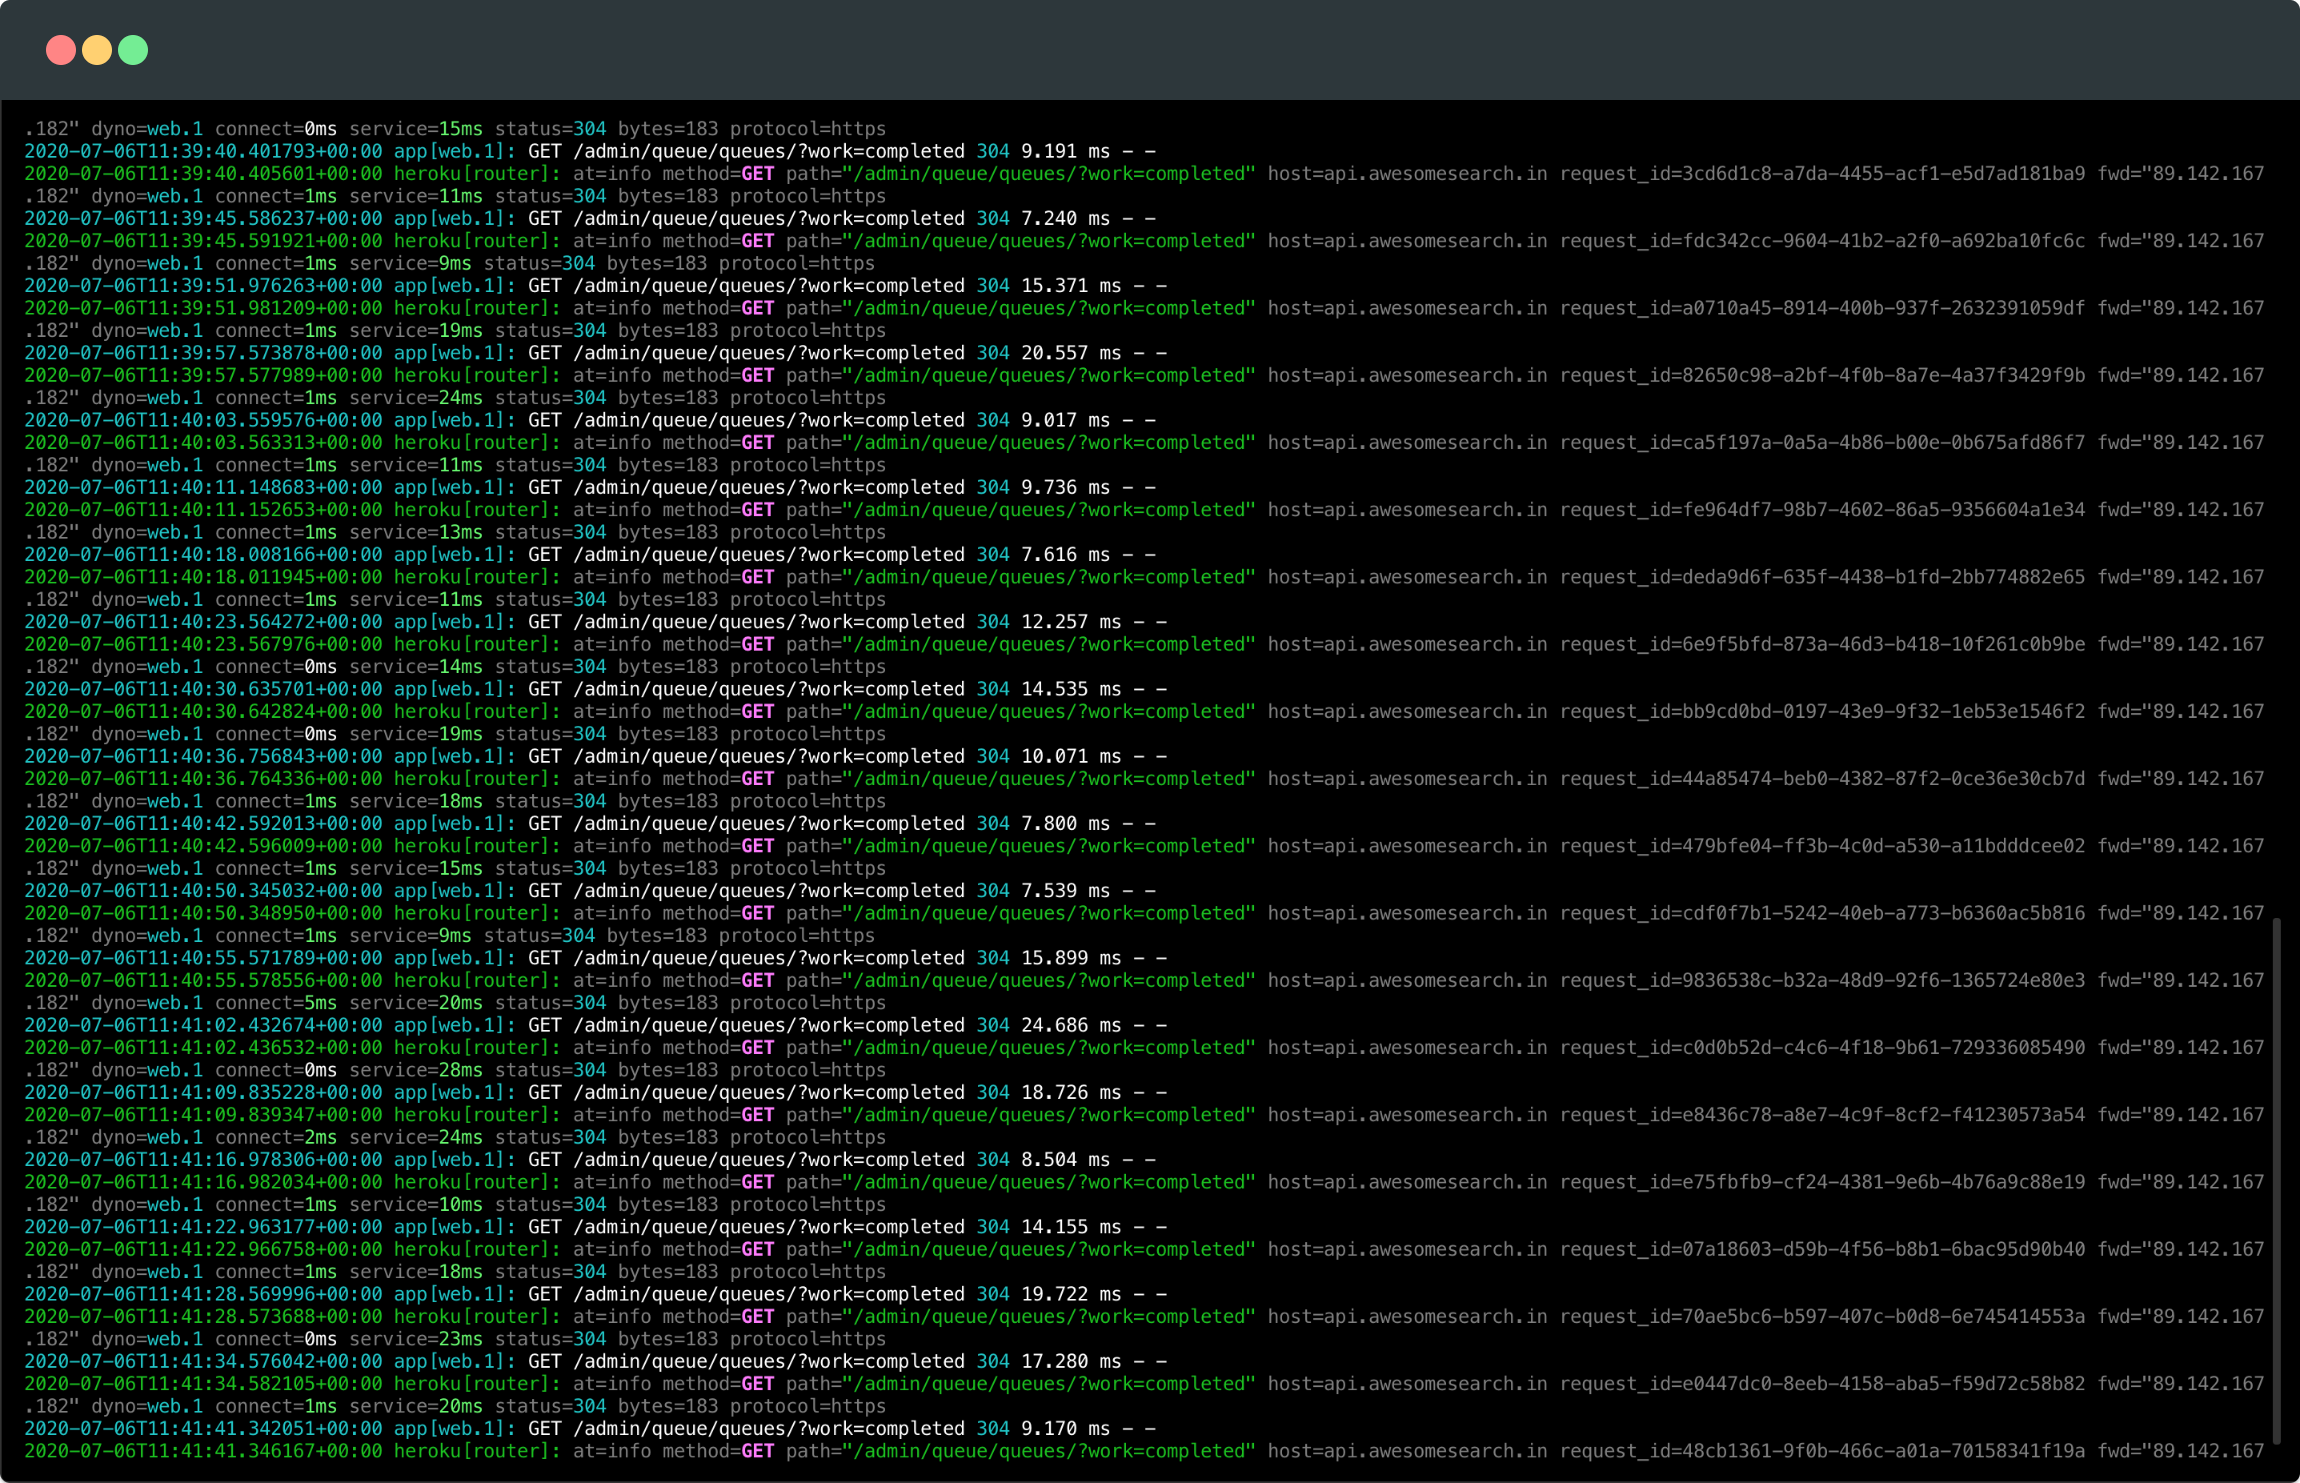 .182" dyno=web.1 connect=0ms service=15ms status=304 bytes=183 protocol=https
2020-07-06T11:39:40.401793+00:00 app[web.1]: GET /admin/queue/queues/?work=completed 304 9.191 ms - -
2020-07-06T11:39:40.405601+00:00 heroku[router]: at=info method=GET path="/admin/queue/queues/?work=completed" host=api.awesomesearch.in request_id=3cd6d1c8-a7da-4455-acf1-e5d7ad181ba9 fwd="89.142.167
.182" dyno=web.1 connect=1ms service=11ms status=304 bytes=183 protocol=https
2020-07-06T11:39:45.586237+00:00 app[web.1]: GET /admin/queue/queues/?work=completed 304 7.240 ms - -
2020-07-06T11:39:45.591921+00:00 heroku[router]: at=info method=GET path="/admin/queue/queues/?work=completed" host=api.awesomesearch.in request_id=fdc342cc-9604-41b2-a2f0-a692ba10fc6c fwd="89.142.167
.182" dyno=web.1 connect=1ms service=9ms status=304 bytes=183 protocol=https
2020-07-06T11:39:51.976263+00:00 app[web.1]: GET /admin/queue/queues/?work=completed 304 15.371 ms - -
2020-07-06T11:39:51.981209+00:00 heroku[router]: at=info method=GET path="/admin/queue/queues/?work=completed" host=api.awesomesearch.in request_id=a0710a45-8914-400b-937f-2632391059df fwd="89.142.167
.182" dyno=web.1 connect=1ms service=19ms status=304 bytes=183 protocol=https
2020-07-06T11:39:57.573878+00:00 app[web.1]: GET /admin/queue/queues/?work=completed 304 20.557 ms - -
2020-07-06T11:39:57.577989+00:00 heroku[router]: at=info method=GET path="/admin/queue/queues/?work=completed" host=api.awesomesearch.in request_id=82650c98-a2bf-4f0b-8a7e-4a37f3429f9b fwd="89.142.167
.182" dyno=web.1 connect=1ms service=24ms status=304 bytes=183 protocol=https
2020-07-06T11:40:03.559576+00:00 app[web.1]: GET /admin/queue/queues/?work=completed 304 9.017 ms - -
2020-07-06T11:40:03.563313+00:00 heroku[router]: at=info method=GET path="/admin/queue/queues/?work=completed" host=api.awesomesearch.in request_id=ca5f197a-0a5a-4b86-b00e-0b675afd86f7 fwd="89.142.167
.182" dyno=web.1 connect=1ms service=11ms status=304 bytes=183 protocol=https
2020-07-06T11:40:11.148683+00:00 app[web.1]: GET /admin/queue/queues/?work=completed 304 9.736 ms - -
2020-07-06T11:40:11.152653+00:00 heroku[router]: at=info method=GET path="/admin/queue/queues/?work=completed" host=api.awesomesearch.in request_id=fe964df7-98b7-4602-86a5-9356604a1e34 fwd="89.142.167
.182" dyno=web.1 connect=1ms service=13ms status=304 bytes=183 protocol=https
2020-07-06T11:40:18.008166+00:00 app[web.1]: GET /admin/queue/queues/?work=completed 304 7.616 ms - -
2020-07-06T11:40:18.011945+00:00 heroku[router]: at=info method=GET path="/admin/queue/queues/?work=completed" host=api.awesomesearch.in request_id=deda9d6f-635f-4438-b1fd-2bb774882e65 fwd="89.142.167
.182" dyno=web.1 connect=1ms service=11ms status=304 bytes=183 protocol=https
2020-07-06T11:40:23.564272+00:00 app[web.1]: GET /admin/queue/queues/?work=completed 304 12.257 ms - -
2020-07-06T11:40:23.567976+00:00 heroku[router]: at=info method=GET path="/admin/queue/queues/?work=completed" host=api.awesomesearch.in request_id=6e9f5bfd-873a-46d3-b418-10f261c0b9be fwd="89.142.167
.182" dyno=web.1 connect=0ms service=14ms status=304 bytes=183 protocol=https
2020-07-06T11:40:30.635701+00:00 app[web.1]: GET /admin/queue/queues/?work=completed 304 14.535 ms - -
2020-07-06T11:40:30.642824+00:00 heroku[router]: at=info method=GET path="/admin/queue/queues/?work=completed" host=api.awesomesearch.in request_id=bb9cd0bd-0197-43e9-9f32-1eb53e1546f2 fwd="89.142.167
.182" dyno=web.1 connect=0ms service=19ms status=304 bytes=183 protocol=https
2020-07-06T11:40:36.756843+00:00 app[web.1]: GET /admin/queue/queues/?work=completed 304 10.071 ms - -
2020-07-06T11:40:36.764336+00:00 heroku[router]: at=info method=GET path="/admin/queue/queues/?work=completed" host=api.awesomesearch.in request_id=44a85474-beb0-4382-87f2-0ce36e30cb7d fwd="89.142.167
.182" dyno=web.1 connect=1ms service=18ms status=304 bytes=183 protocol=https
2020-07-06T11:40:42.592013+00:00 app[web.1]: GET /admin/queue/queues/?work=completed 304 7.800 ms - -
2020-07-06T11:40:42.596009+00:00 heroku[router]: at=info method=GET path="/admin/queue/queues/?work=completed" host=api.awesomesearch.in request_id=479bfe04-ff3b-4c0d-a530-a11bdddcee02 fwd="89.142.167
.182" dyno=web.1 connect=1ms service=15ms status=304 bytes=183 protocol=https
2020-07-06T11:40:50.345032+00:00 app[web.1]: GET /admin/queue/queues/?work=completed 304 7.539 ms - -
2020-07-06T11:40:50.348950+00:00 heroku[router]: at=info method=GET path="/admin/queue/queues/?work=completed" host=api.awesomesearch.in request_id=cdf0f7b1-5242-40eb-a773-b6360ac5b816 fwd="89.142.167
.182" dyno=web.1 connect=1ms service=9ms status=304 bytes=183 protocol=https
2020-07-06T11:40:55.571789+00:00 app[web.1]: GET /admin/queue/queues/?work=completed 304 15.899 ms - -
2020-07-06T11:40:55.578556+00:00 heroku[router]: at=info method=GET path="/admin/queue/queues/?work=completed" host=api.awesomesearch.in request_id=9836538c-b32a-48d9-92f6-1365724e80e3 fwd="89.142.167
.182" dyno=web.1 connect=5ms service=20ms status=304 bytes=183 protocol=https
2020-07-06T11:41:02.432674+00:00 app[web.1]: GET /admin/queue/queues/?work=completed 304 24.686 ms - -
2020-07-06T11:41:02.436532+00:00 heroku[router]: at=info method=GET path="/admin/queue/queues/?work=completed" host=api.awesomesearch.in request_id=c0d0b52d-c4c6-4f18-9b61-729336085490 fwd="89.142.167
.182" dyno=web.1 connect=0ms service=28ms status=304 bytes=183 protocol=https
2020-07-06T11:41:09.835228+00:00 app[web.1]: GET /admin/queue/queues/?work=completed 304 18.726 ms - -
2020-07-06T11:41:09.839347+00:00 heroku[router]: at=info method=GET path="/admin/queue/queues/?work=completed" host=api.awesomesearch.in request_id=e8436c78-a8e7-4c9f-8cf2-f41230573a54 fwd="89.142.167
.182" dyno=web.1 connect=2ms service=24ms status=304 bytes=183 protocol=https
2020-07-06T11:41:16.978306+00:00 app[web.1]: GET /admin/queue/queues/?work=completed 304 8.504 ms - -
2020-07-06T11:41:16.982034+00:00 heroku[router]: at=info method=GET path="/admin/queue/queues/?work=completed" host=api.awesomesearch.in request_id=e75fbfb9-cf24-4381-9e6b-4b76a9c88e19 fwd="89.142.167
.182" dyno=web.1 connect=1ms service=10ms status=304 bytes=183 protocol=https
2020-07-06T11:41:22.963177+00:00 app[web.1]: GET /admin/queue/queues/?work=completed 304 14.155 ms - -
2020-07-06T11:41:22.966758+00:00 heroku[router]: at=info method=GET path="/admin/queue/queues/?work=completed" host=api.awesomesearch.in request_id=07a18603-d59b-4f56-b8b1-6bac95d90b40 fwd="89.142.167
.182" dyno=web.1 connect=1ms service=18ms status=304 bytes=183 protocol=https
2020-07-06T11:41:28.569996+00:00 app[web.1]: GET /admin/queue/queues/?work=completed 304 19.722 ms - -
2020-07-06T11:41:28.573688+00:00 heroku[router]: at=info method=GET path="/admin/queue/queues/?work=completed" host=api.awesomesearch.in request_id=70ae5bc6-b597-407c-b0d8-6e745414553a fwd="89.142.167
.182" dyno=web.1 connect=0ms service=23ms status=304 bytes=183 protocol=https
2020-07-06T11:41:34.576042+00:00 app[web.1]: GET /admin/queue/queues/?work=completed 304 17.280 ms - -
2020-07-06T11:41:34.582105+00:00 heroku[router]: at=info method=GET path="/admin/queue/queues/?work=completed" host=api.awesomesearch.in request_id=e0447dc0-8eeb-4158-aba5-f59d72c58b82 fwd="89.142.167
.182" dyno=web.1 connect=1ms service=20ms status=304 bytes=183 protocol=https
2020-07-06T11:41:41.342051+00:00 app[web.1]: GET /admin/queue/queues/?work=completed 304 9.170 ms - -
2020-07-06T11:41:41.346167+00:00 heroku[router]: at=info method=GET path="/admin/queue/queues/?work=completed" host=api.awesomesearch.in request_id=48cb1361-9f0b-466c-a01a-70158341f19a fwd="89.142.167